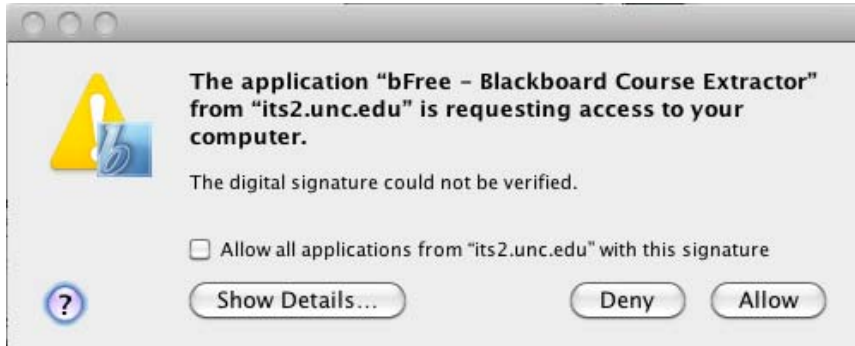 The application “bFree – Blackboard Course Extractor”
from “its2.unc.edu” is requesting access to your
computer.
The digital signature could not be verified.
Allow all applications from “its2.unc.edu” with this signature
?
Show Details...
Deny
Allow